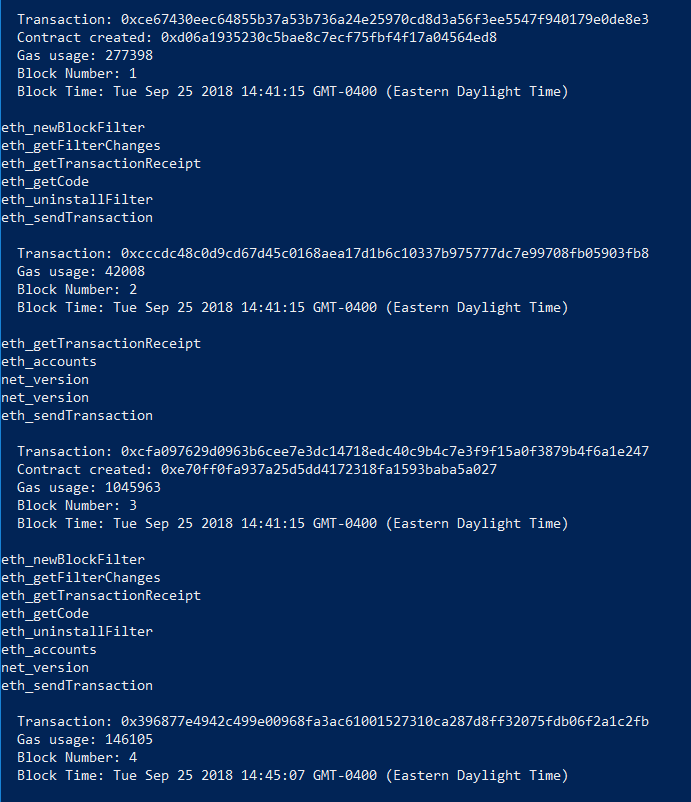 Transaction: 0xce67430eec64855b37a53b736a24e25970cd8d3a56f3ee5547f940179e0de8e3
Contract created: 0xd06a1935230c5bae8c7ecf75fbf4f17a04564ed8
Gas usage: 277398
Block Number: 1
Block Time: Tue Sep 25 2018 14:41:15 GMT-0400 (Eastern Daylight Time)
eth_newBlockFilter
eth_getFilterChanges
eth_getTransactionReceipt
eth_getCode
eth_uninstallFilter
eth_sendTransaction
Transaction: 0xcccdc48c0d9cd67d45c0168aea17d1b6c10337b975777dc7e99708fb05903fb8
Gas usage: 42008
Block Number: 2
Block Time: Tue Sep 25 2018 14:41:15 GMT-0400 (Eastern Daylight Time)
eth_getTransactionReceipt
eth_accounts
net_version
net_version
eth_sendTransaction
Transaction: 0xcfa097629d0963b6cee7e3dc14718edc40c9b4c7e3f9f15a0f3879b4f6a1e247
Contract created: 0xe70ff0fa937a25d5dd4172318fa1593baba5a027
Gas usage: 1045963
Block Number: 3
Block Time: Tue Sep 25 2018 14:41:15 GMT-0400 (Eastern Daylight Time)
eth_newBlockFilter
eth_getFilterChanges
eth_getTransactionReceipt
eth_getCode
eth_uninstallFilter
eth_accounts
net_version
eth_sendTransaction
Transaction: 0x396877e4942c499e00968fa3ac61001527310ca287d8ff32075fdb06f2a1c2fb
Gas usage: 146105
Block Number: 4
Block Time: Tue Sep 25 2018 14:45:07 GMT-0400 (Eastern Daylight Time)